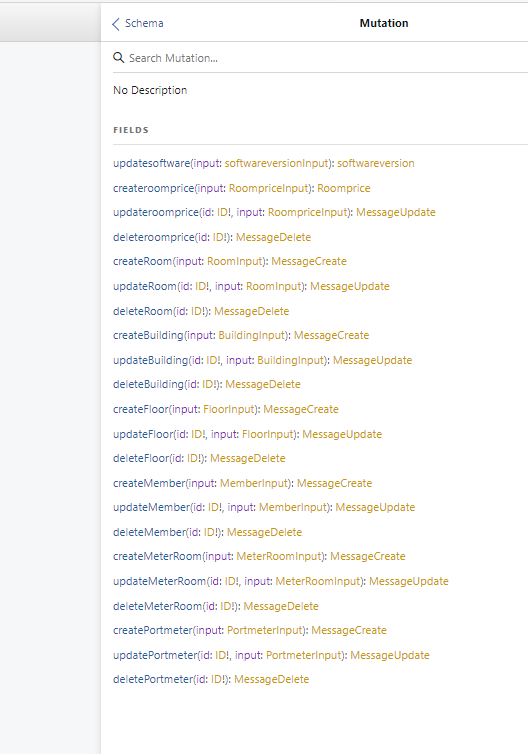 Schema
Mutation
Search Mutation...
No Description
FIELDS
updatesoftware(input: softwareversionInput): softwareversion
createroomprice(input: RoompriceInput): Roomprice
updateroomprice(id: ID!, input: RoompriceInput): MessageUpdate
deleteroomprice(id: ID!): MessageDelete
createRoom(input: RoomInput): MessageCreate
updateRoom(id: ID!, input: RoomInput): MessageUpdate
deleteRoom(id: ID!): MessageDelete
createBuilding(input: BuildingInput): MessageCreate
updateBuilding(id: ID!, input: BuildingInput): MessageUpdate
deleteBuilding(id: ID!): MessageDelete
createFloor(input: FloorInput): MessageCreate
updateFloor(id: ID!, input: FloorInput): MessageUpdate
deleteFloor(id: ID!): MessageDelete
createMember(input: MemberInput): MessageCreate
updateMember(id: ID!, input: MemberInput): MessageUpdate
deleteMember(id: ID!): MessageDelete
createMeterRoom(input: MeterRoomInput): MessageCreate
updateMeterRoom(id: ID!, input: MeterRoomInput): MessageUpdate
deleteMeterRoom(id: ID!): MessageDelete
createPortmeter(input: PortmeterInput): MessageCreate
updatePortmeter(id: ID!, input: PortmeterInput): MessageUpdate
deletePortmeter(id: ID!): MessageDelete